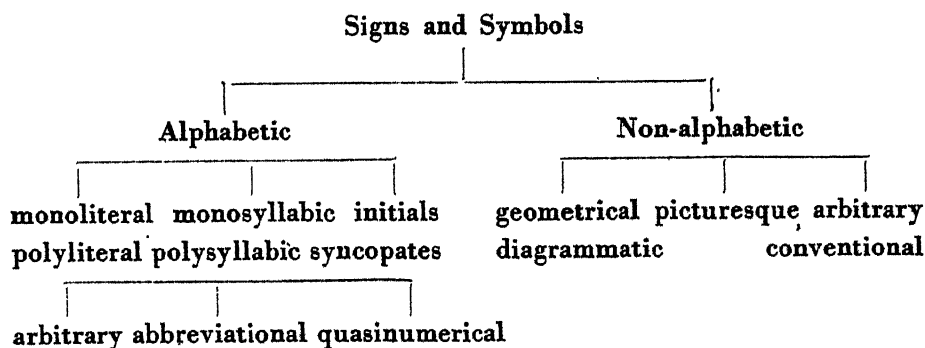 Signs and Symbols
Alphabetic Non-alphabetic
monoliteral monosyllabic initials geometrical picturesque arbitrary
polyliteral polysyllabic syncopates diagrammatic conventional
arbitrary abbreviational quasinumerical